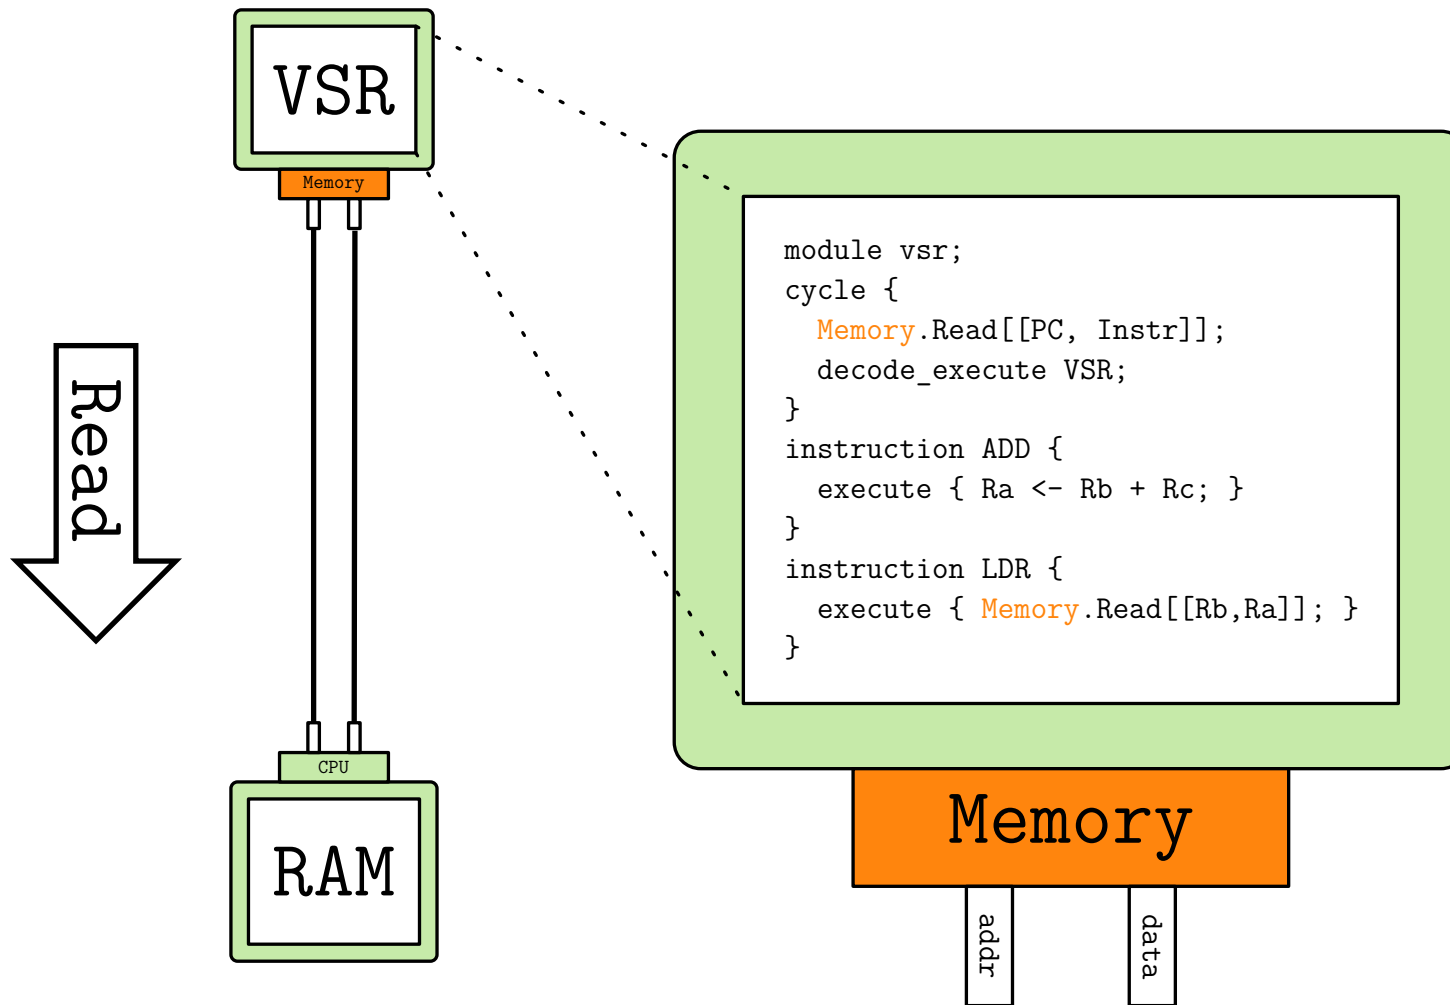 VSR
Memory
Read
CPU
RAM
module vsr;
cycle {
  Memory.Read[[PC, Instr]];
  decode_execute VSR;
}
instruction ADD {
  execute { Ra <- Rb + Rc; }
}
instruction LDR {
  execute { Memory.Read[[Rb,Ra]]; }
}
Memory
addr
data